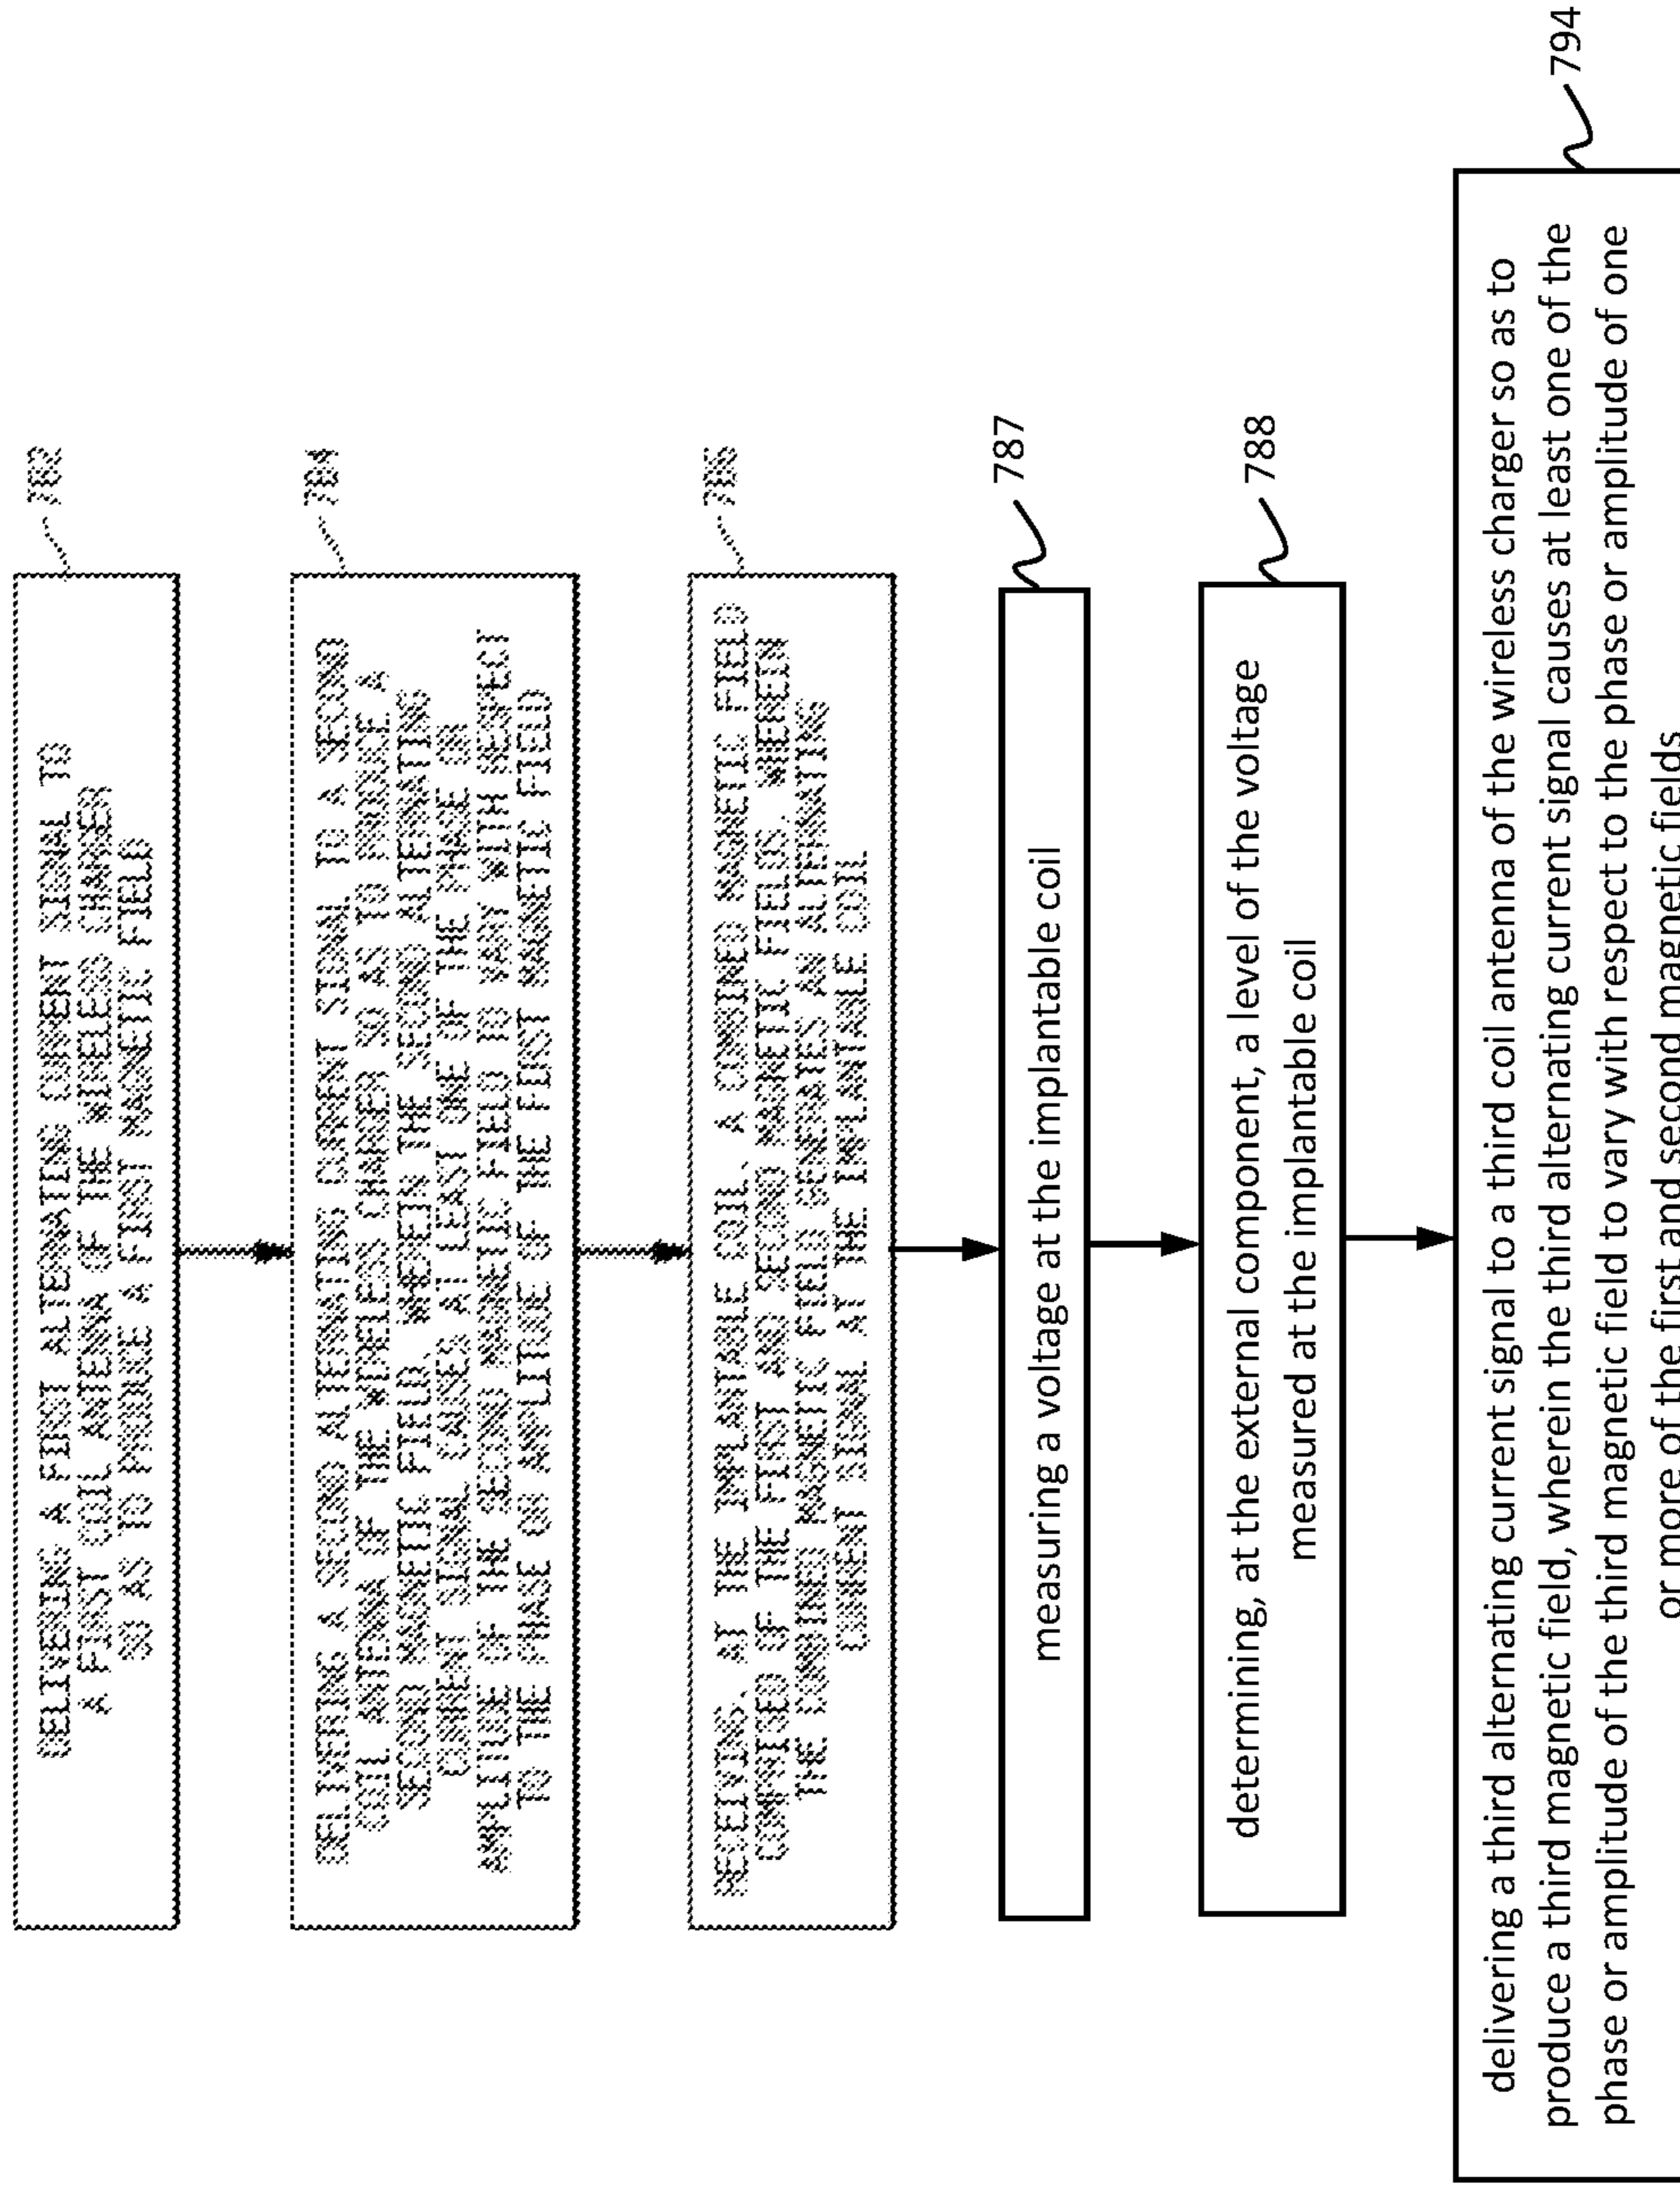 782
DELIVERING A FIRST ALTERNATING CURRENT SIGNAL TO
A FIRST COIL ANTENNA OF THE WIRELESS CHARGER
SO AS TO PRODUCE A FIRST MAGNETIC FIELD
784
DELIVERING A SECOND ALTERNATING CURRENT SIGNAL TO A SECOND
COIL ANTENNA OF THE WIRELESS CHARGER SO AS TO PRODUCE A
SECOND MAGNETIC FIELD, WHEREIN THE SECOND ALTERNATING
CURRENT SIGNAL CAUSES AT LEAST ONE OF THE PHASE OR
AMPLITUDE OF THE SECOND MAGNETIC FIELD TO VARY WITH RESPECT
TO THE PHASE OR AMPLITUDE OF THE FIRST MAGNETIC FIELD
RECEIVING, AT THE IMPLANTABLE COIL, A COMBINED MAGNETIC FIELD
COMPRISED OF THE FIRST AND SECOND MAGNETIC FIELDS, WHEREIN
THE COMBINED MAGNETIC FIELD GENERATES AN ALTERNATING
CURRENT SIGNAL AT THE IMPLANTABLE COIL
787
measuring a voltage at the implantable coil
788
determining, at the external component, a level of the voltage
measured at the implantable coil
794
delivering a third alternating current signal to a third coil antenna of the wireless charger so as to
produce a third magnetic field, wherein the third alternating current signal causes at least one of the
phase or amplitude of the third magnetic field to vary with respect to the phase or amplitude of one
or more of the first and second magnetic fields